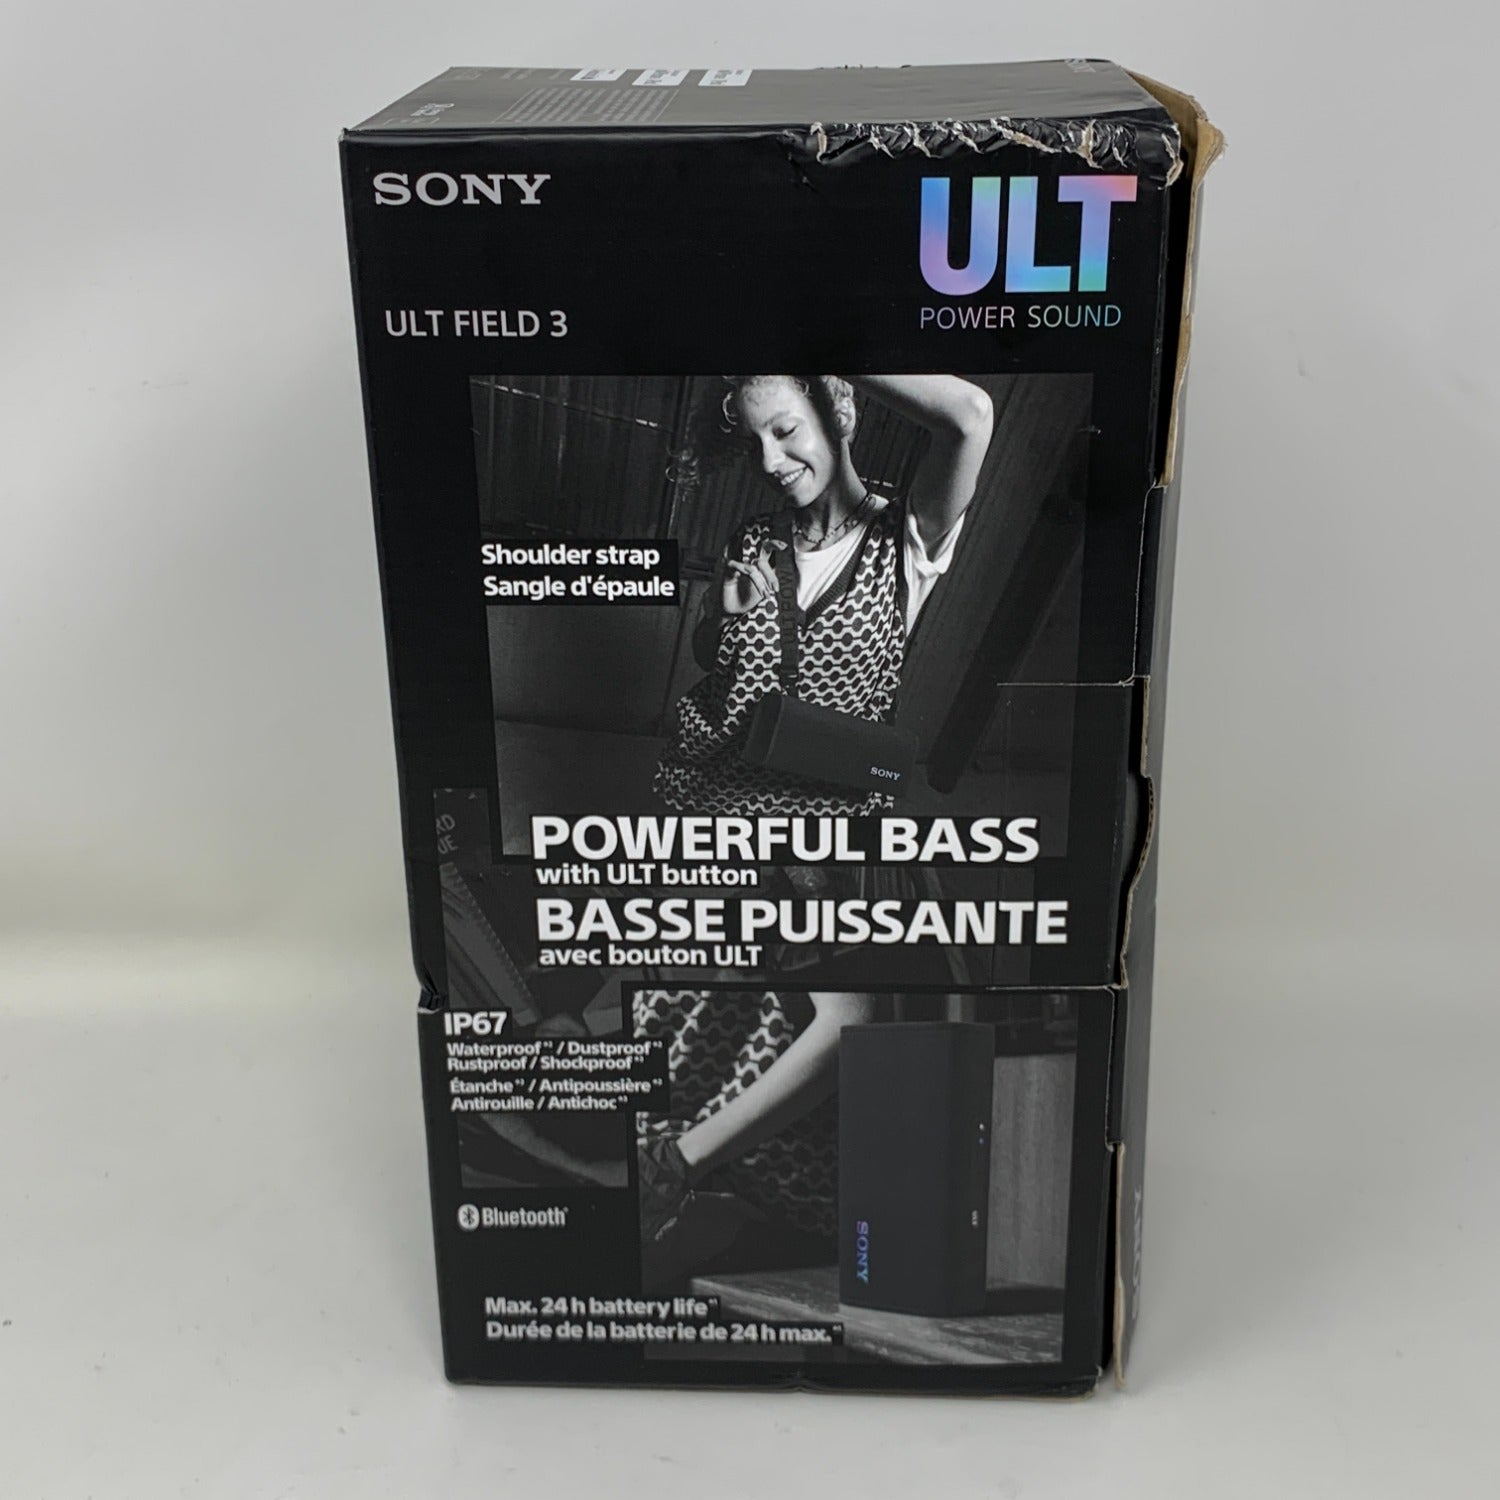 SONY
ULT
POWER SOUND
ULT FIELD 3
Shoulder strap
Sangle d'épaule
SONY
POWERFUL BASS
with ULT button
BASSE PUISSANTE
avec bouton ULT
IP67
Waterproof / Dustproof
Rustproof / Shockproof
Étanche / Antipoussière
Antirouille / Antichoc
Bluetooth
SONY
ULT
Max. 24 h battery life
Durée de la batterie de 24 h max.